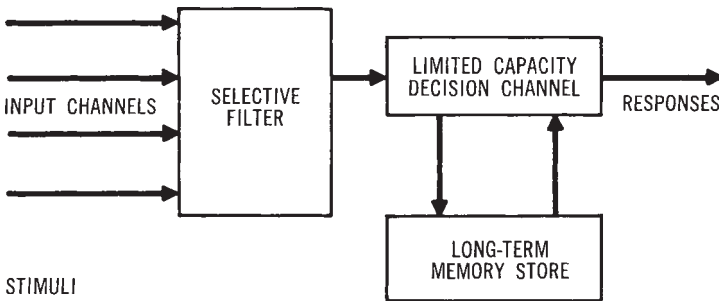 INPUT CHANNELS
SELECTIVE
FILTER
LIMITED CAPACITY
DECISION CHANNEL
RESPONSES
LONG-TERM
MEMORY STORE
STIMULI